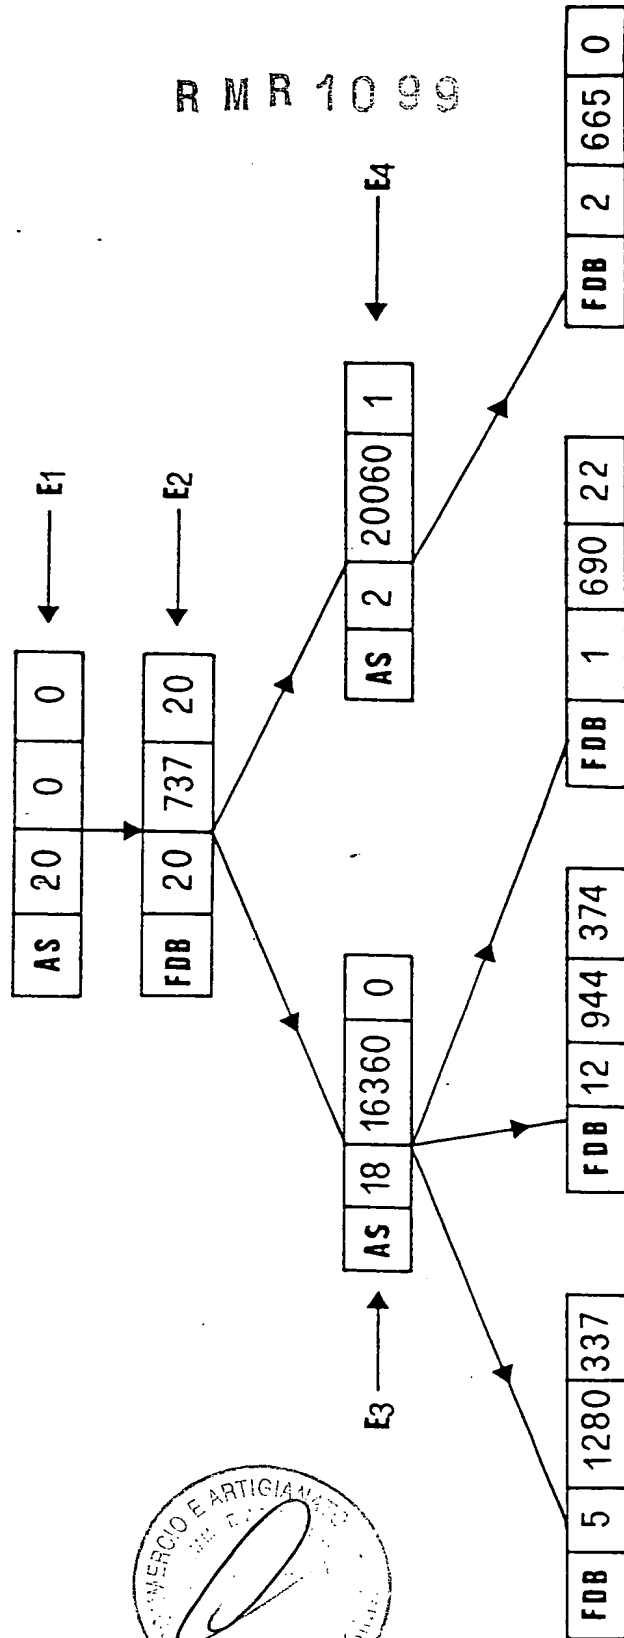 RMR 1099
AS 20 0 0
E1
FDB 20 737 20
E2
E3
AS 18 16360 0
AS 2 20060 1
E4
FDB 5 1280 337
FDB 12 944 374
FDB 1 690 22
FDB 2 665 0
MMERCIO E ARTIGIANATO